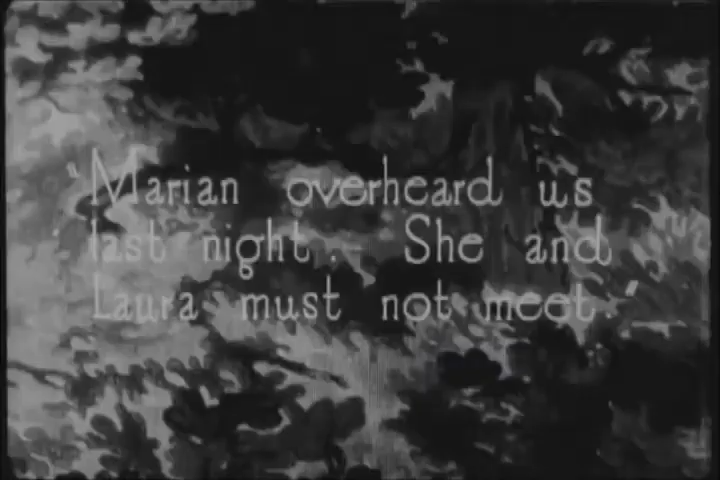 "Marian overheard us
last night. She and
Laura must not meet."